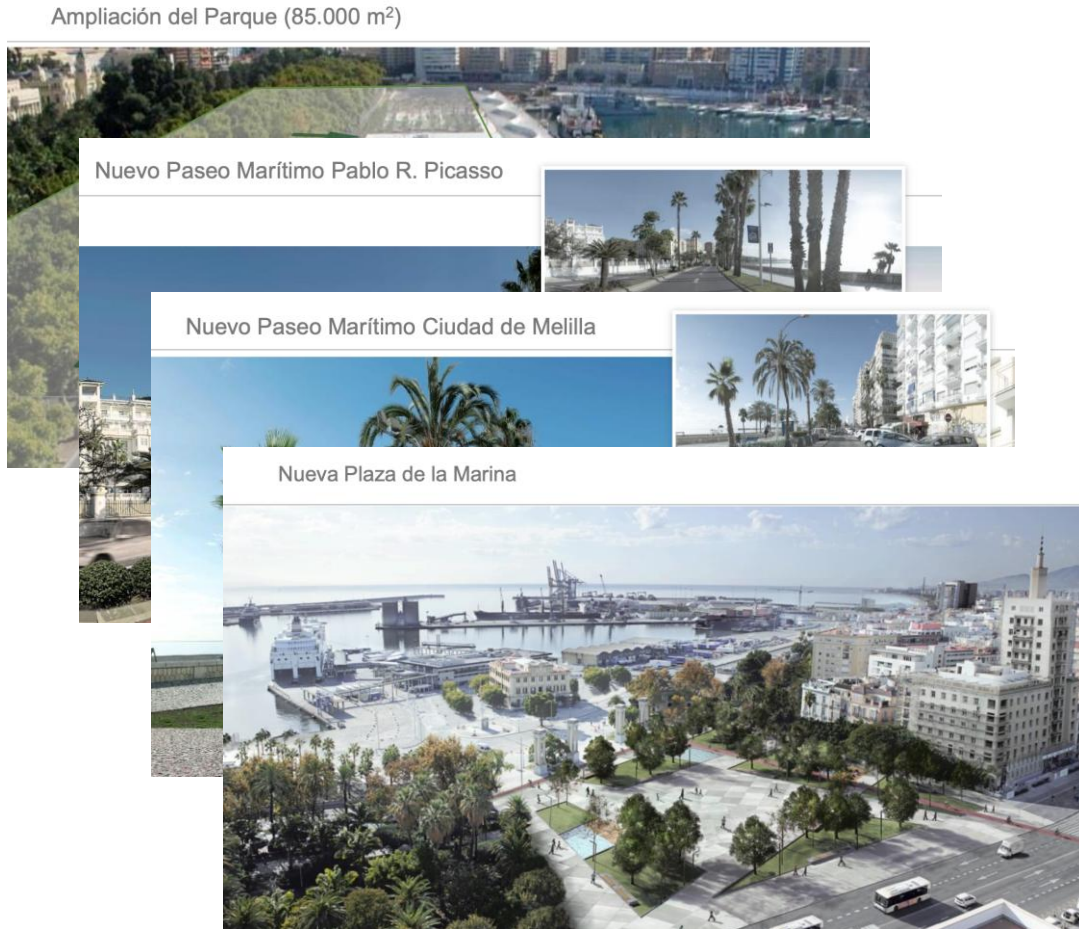 Ampliación del Parque (85.000 m²)
Nuevo Paseo Marítimo Pablo R. Picasso
Nuevo Paseo Marítimo Ciudad de Melilla
Nueva Plaza de la Marina